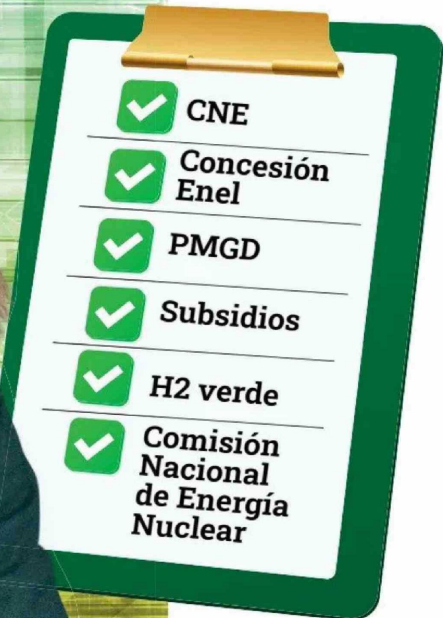 CNE
Concesión
Enel
PMGD
Subsidios
H2 verde
Comisión
Nacional
de Energía
Nuclear